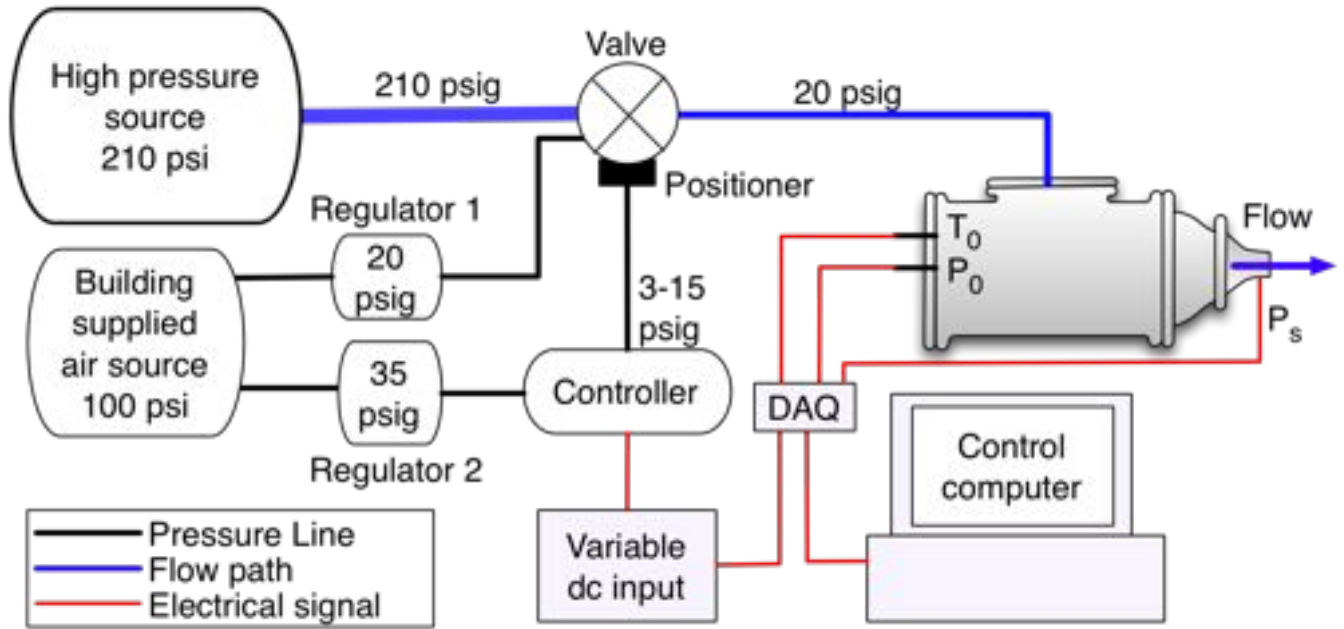 High pressure
source
210 psi
210 psig
Valve
20 psig
Positioner
Regulator 1
20
psig
Building
supplied
air source
100 psi
35
psig
Regulator 2
3-15
psig
Controller
T0
P0
Flow
Ps
DAQ
Control
computer
Variable
dc input
Pressure Line
Flow path
Electrical signal